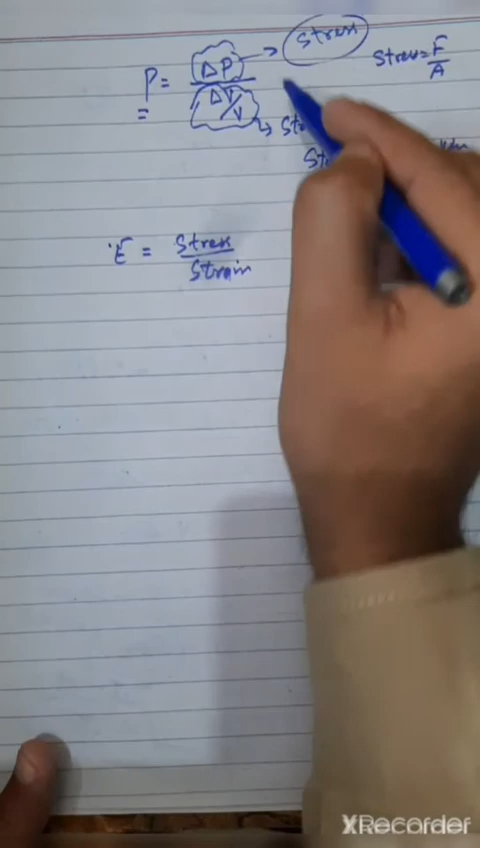 P = ΔP → Stress
ΔV/V →
=
Stress = F/A
E = Stress/Strain
XRecorder